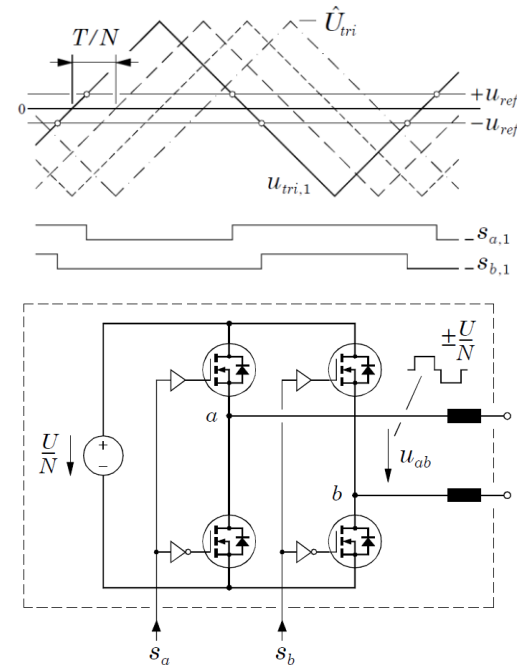 Û_tri
T/N
+u_ref
0
−u_ref
u_tri,1
s_a,1
s_b,1
±U/N
a
U/N
+
−
u_ab
b
s_a
s_b